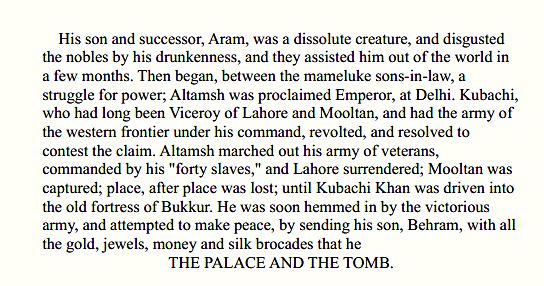 His son and successor, Aram, was a dissolute creature, and disgusted
the nobles by his drunkenness, and they assisted him out of the world in
a few months. Then began, between the mameluke sons-in-law, a
struggle for power; Altamsh was proclaimed Emperor, at Delhi. Kubachi,
who had long been Viceroy of Lahore and Mooltan, and had the army of
the western frontier under his command, revolted, and resolved to
contest the claim. Altamsh marched out his army of veterans,
commanded by his "forty slaves," and Lahore surrendered; Mooltan was
captured; place, after place was lost; until Kubachi Khan was driven into
the old fortress of Bukkur. He was soon hemmed in by the victorious
army, and attempted to make peace, by sending his son, Behram, with all
the gold, jewels, money and silk brocades that he
THE PALACE AND THE TOMB.